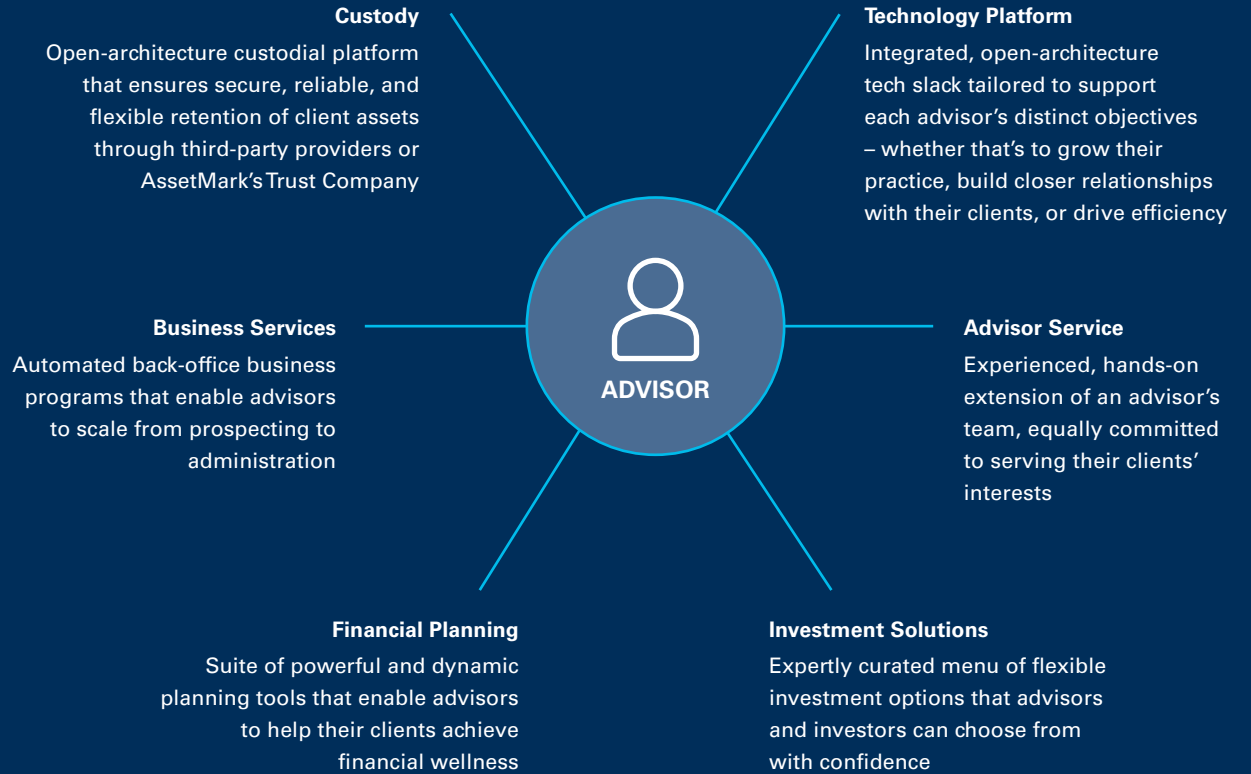 Custody
Open-architecture custodial platform
that ensures secure, reliable, and
flexible retention of client assets
through third-party providers or
AssetMark's Trust Company
Technology Platform
Integrated, open-architecture
tech slack tailored to support
each advisor’s distinct objectives
– whether that’s to grow their
practice, build closer relationships
with their clients, or drive efficiency
Business Services
Automated back-office business
programs that enable advisors
to scale from prospecting to
administration
ADVISOR
Advisor Service
Experienced, hands-on
extension of an advisor’s
team, equally committed
to serving their clients’
interests
Financial Planning
Suite of powerful and dynamic
planning tools that enable advisors
to help their clients achieve
financial wellness
Investment Solutions
Expertly curated menu of flexible
investment options that advisors
and investors can choose from
with confidence